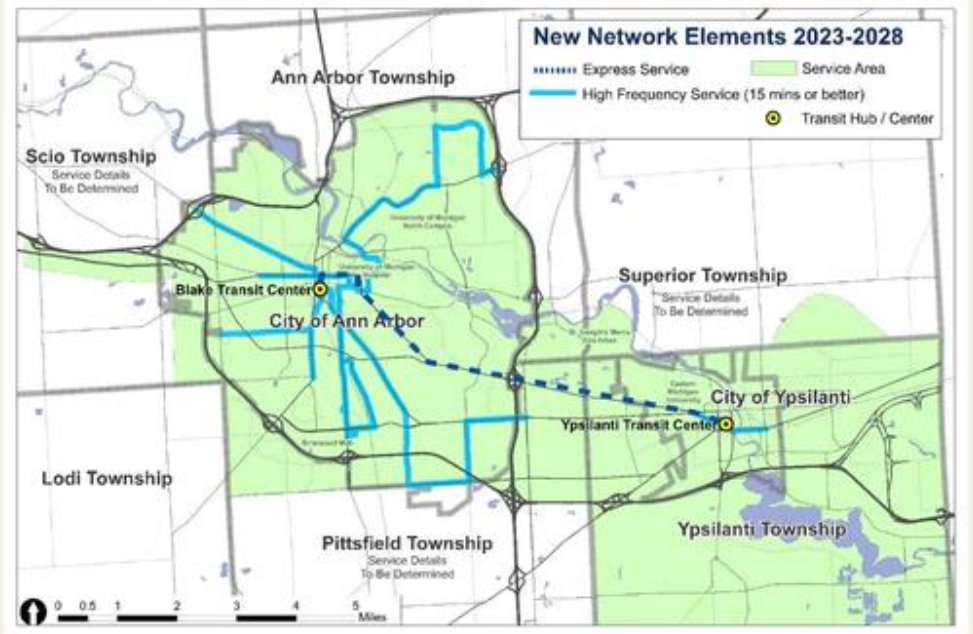 New Network Elements 2023-2028
Express Service
Service Area
High Frequency Service (15 mins or better)
Transit Hub / Center
Ann Arbor Township
Scio Township
Service Details
To Be Determined
University of Michigan
North Campus
University of Michigan
Superior Township
Service Details
To Be Determined
Blake Transit Center
City of Ann Arbor
Eastern
Michigan
University
City of Ypsilanti
Ypsilanti Transit Center
Briarwood Mall
Lodi Township
Pittsfield Township
Service Details
To Be Determined
Ypsilanti Township
0 0.5 1 2 3 4 5
Miles